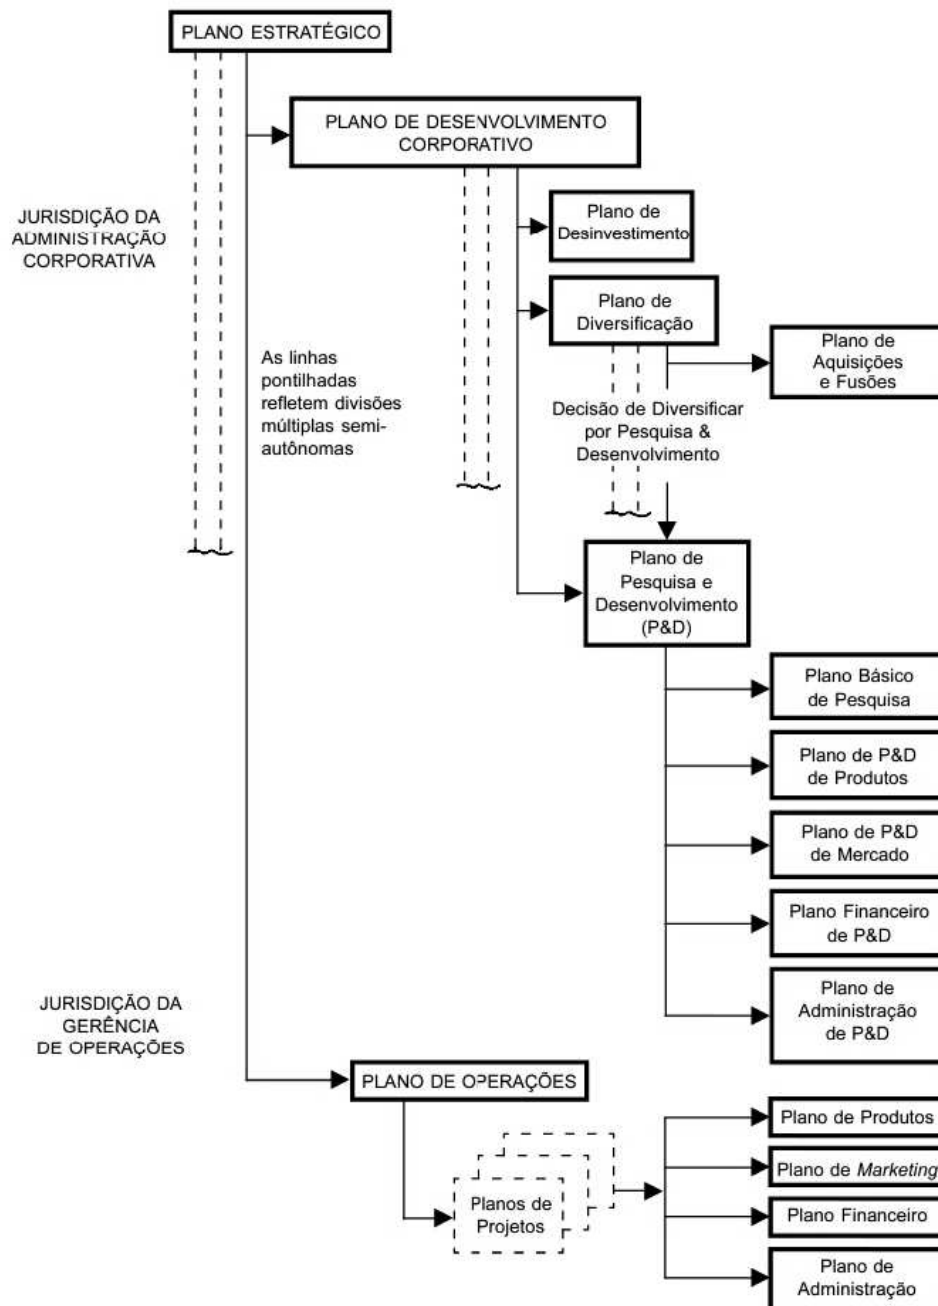 PLANO ESTRATÉGICO
PLANO DE DESENVOLVIMENTO
CORPORATIVO
JURISDIÇÃO DA
ADMINISTRAÇÃO
CORPORATIVA
Plano de
Desinvestimento
Plano de
Diversificação
Plano de
Aquisições
e Fusões
As linhas
pontilhadas
refletem divisões
múltiplas semi-
autônomas
Decisão de Diversificar
por Pesquisa &
Desenvolvimento
Plano de
Pesquisa e
Desenvolvimento
(P&D)
Plano Básico
de Pesquisa
Plano de P&D
de Produtos
Plano de P&D
de Mercado
Plano Financeiro
de P&D
Plano de
Administração
de P&D
JURISDIÇÃO DA
GERÊNCIA
DE OPERAÇÕES
PLANO DE OPERAÇÕES
Planos de
Projetos
Plano de Produtos
Plano de Marketing
Plano Financeiro
Plano de
Administração